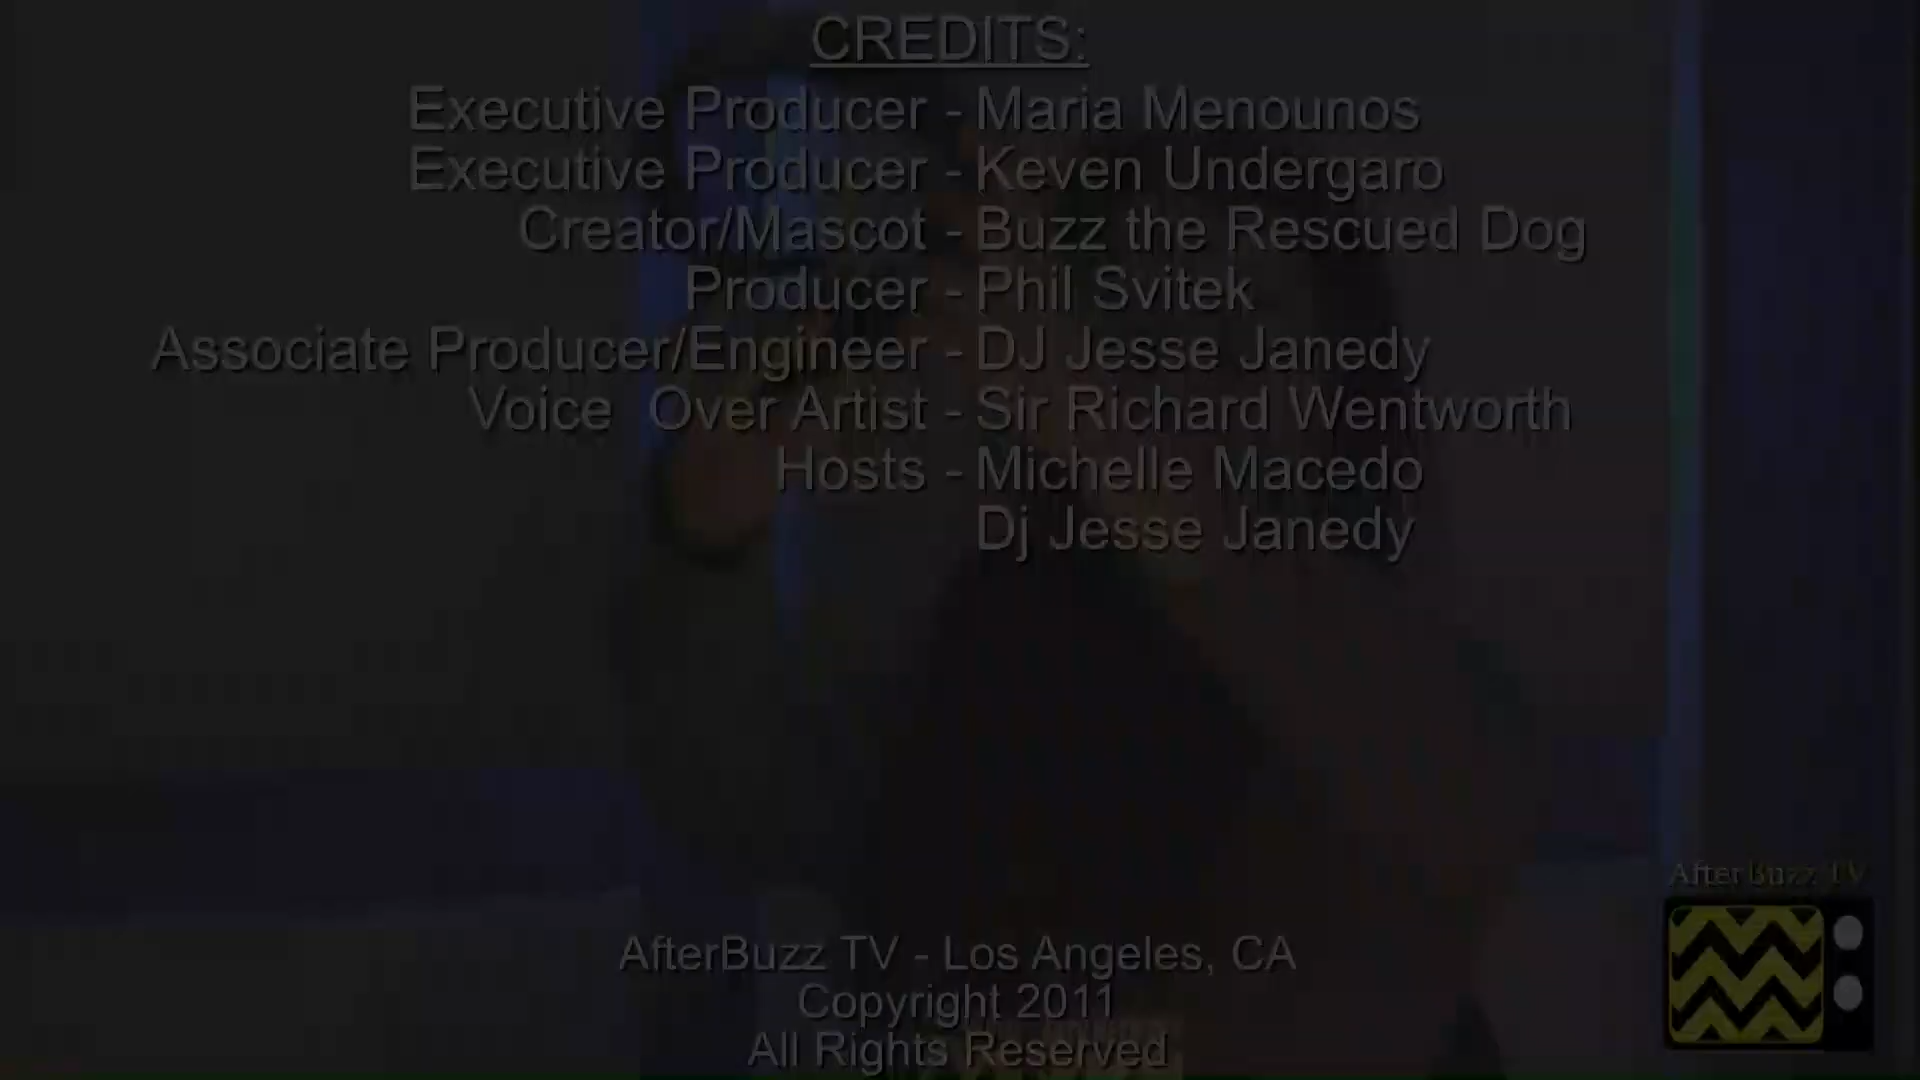 CREDITS:
Executive Producer - Maria Menounos
Executive Producer - Keven Undergaro
Creator/Mascot - Buzz the Rescued Dog
Producer - Phil Svitek
Associate Producer/Engineer - DJ Jesse Janedy
Voice Over Artist - Sir Richard Wentworth
Hosts - Michelle Macedo
Dj Jesse Janedy
AfterBuzz TV
AfterBuzz TV - Los Angeles, CA
Copyright 2011
All Rights Reserved